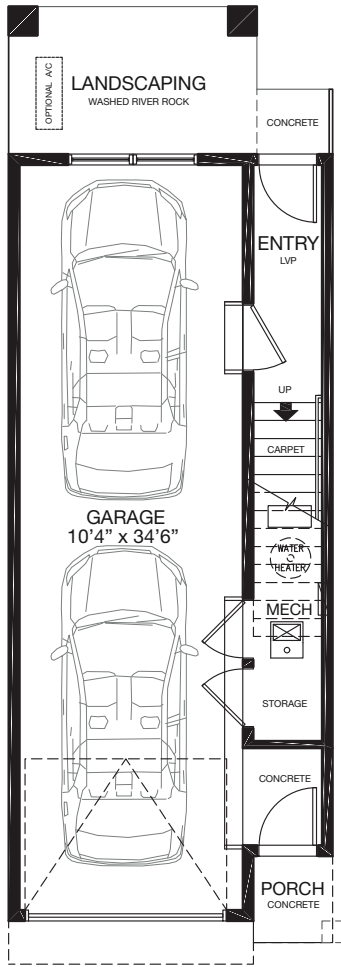 OPTIONAL A/C
LANDSCAPING
WASHED RIVER ROCK
CONCRETE
ENTRY
LVP
UP
CARPET
GARAGE
10'4" x 34'6"
WATER
HEATER
MECH
STORAGE
CONCRETE
PORCH
CONCRETE